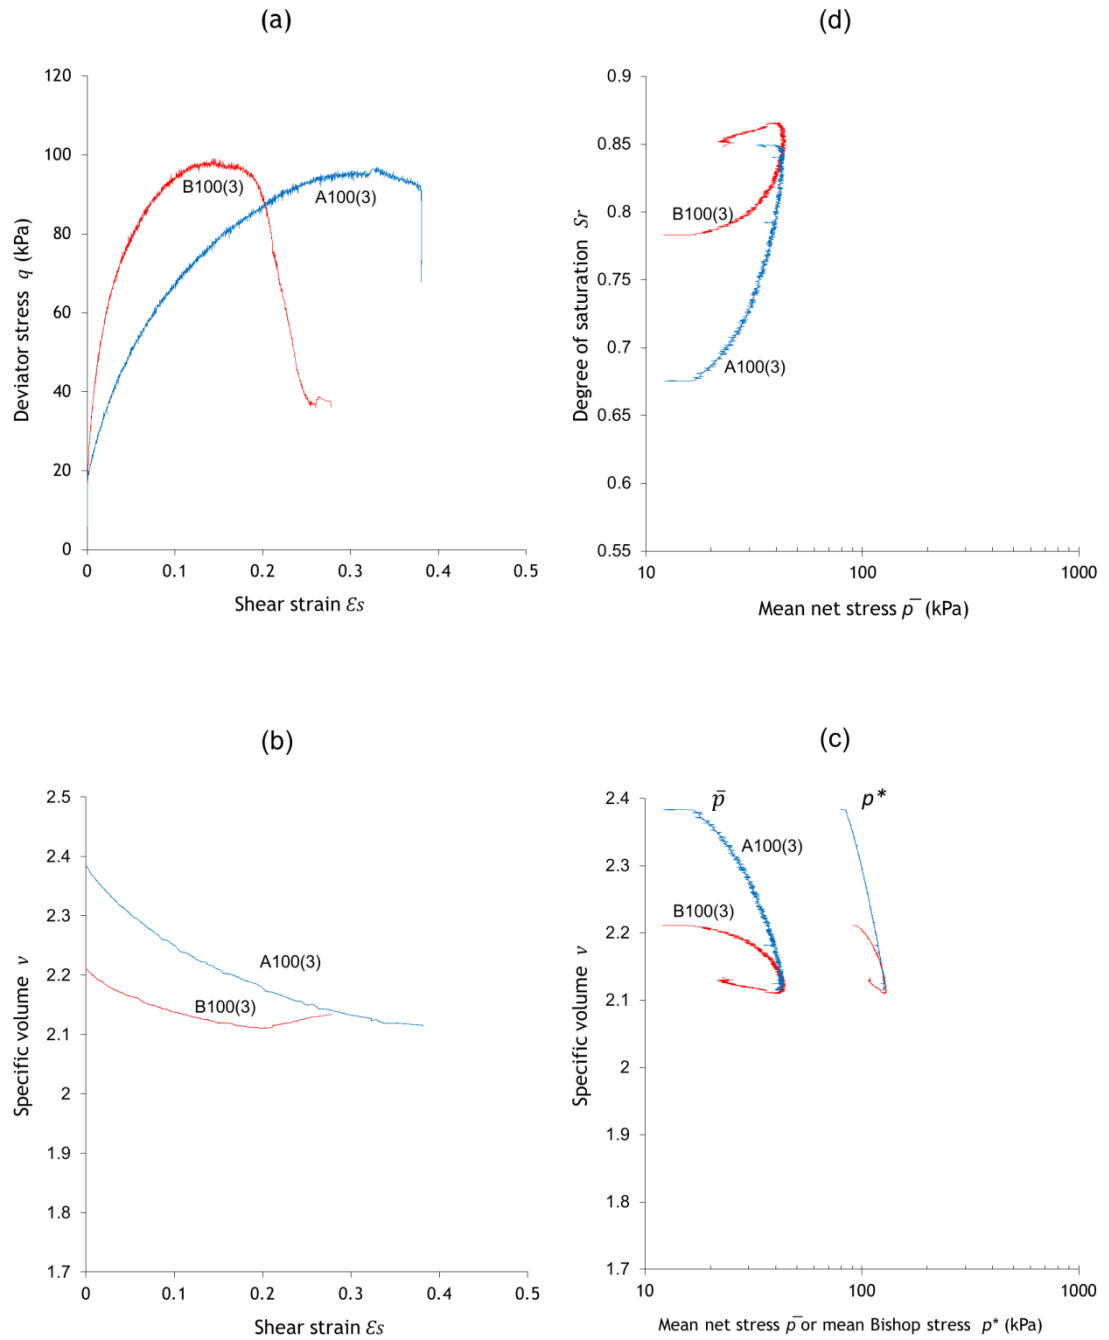 (a)
120
100
80
60
40
20
0
Deviator stress q (kPa)
B100(3)
A100(3)
0 0.1 0.2 0.3 0.4 0.5
Shear strain Ɛs
(d)
0.9
0.85
0.8
0.75
0.7
0.65
0.6
0.55
Degree of saturation Sr
B100(3)
A100(3)
10 100 1000
Mean net stress p̅ (kPa)
(b)
2.5
2.4
2.3
2.2
2.1
2
1.9
1.8
1.7
Specific volume v
A100(3)
B100(3)
0 0.1 0.2 0.3 0.4 0.5
Shear strain Ɛs
(c)
2.4
2.3
2.2
2.1
2
1.9
1.8
1.7
Specific volume v
p̅ p*
A100(3)
B100(3)
10 100 1000
Mean net stress p̅ or mean Bishop stress p* (kPa)